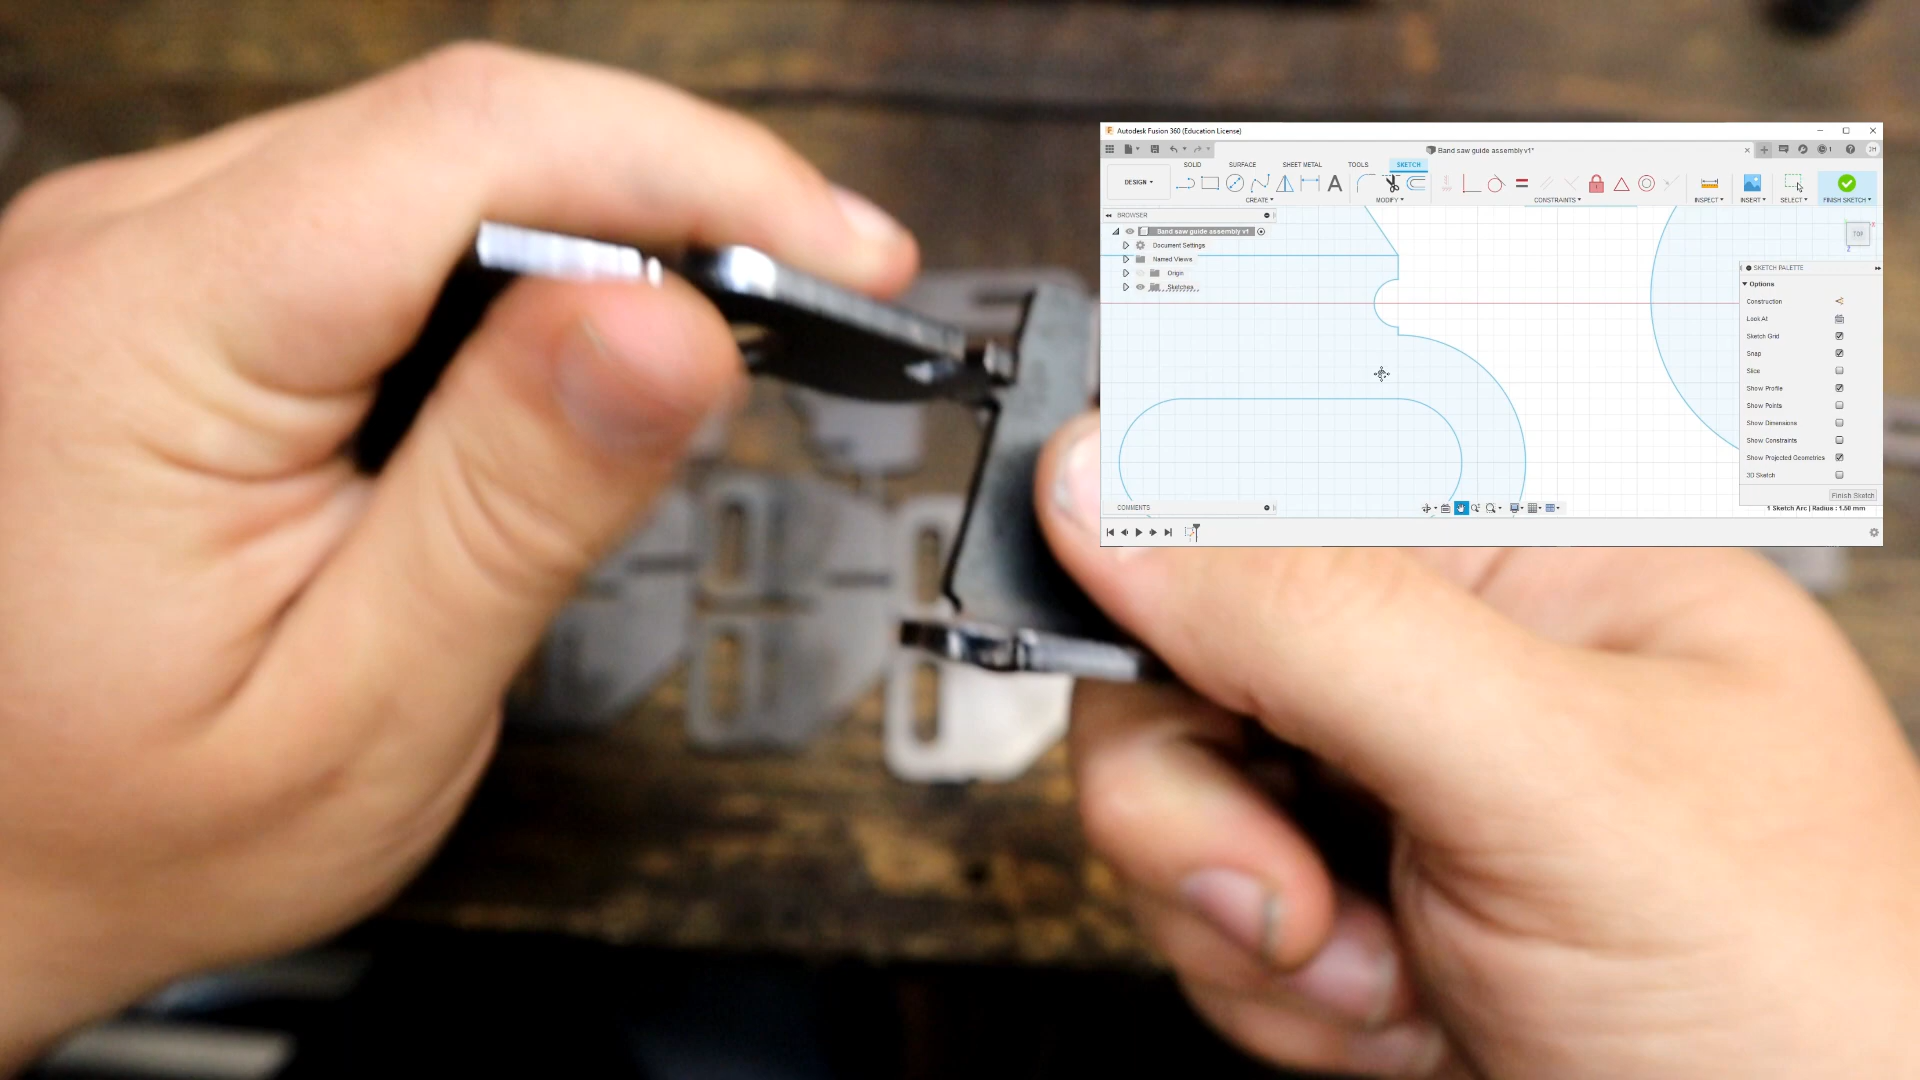 Autodesk Fusion 360 (Education License)
Band saw guide assembly v1*
1
JH
SOLID SURFACE SHEET METAL TOOLS SKETCH
DESIGN
CREATE MODIFY CONSTRAINTS INSPECT INSERT SELECT FINISH SKETCH
BROWSER
Band saw guide assembly v1
Document Settings
Named Views
Origin
Sketches
TOP
SKETCH PALETTE
Options
Construction
Look At
Sketch Grid
Snap
Slice
Show Profile
Show Points
Show Dimensions
Show Constraints
Show Projected Geometries
3D Sketch
Finish Sketch
COMMENTS
1 Sketch Arc | Radius : 1.50 mm